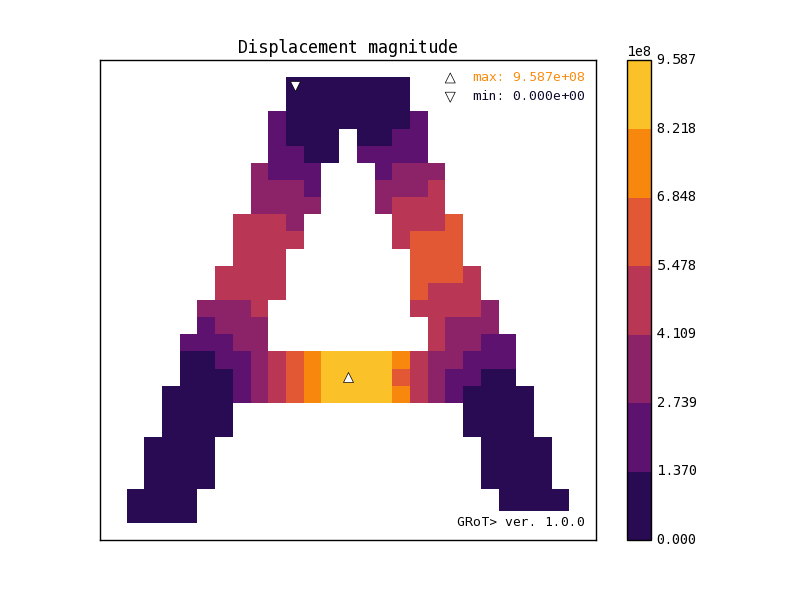 Displacement magnitude
△ max: 9.587e+08
▽ min: 0.000e+00
GRoT> ver. 1.0.0
1e8
9.587
8.218
6.848
5.478
4.109
2.739
1.370
0.000